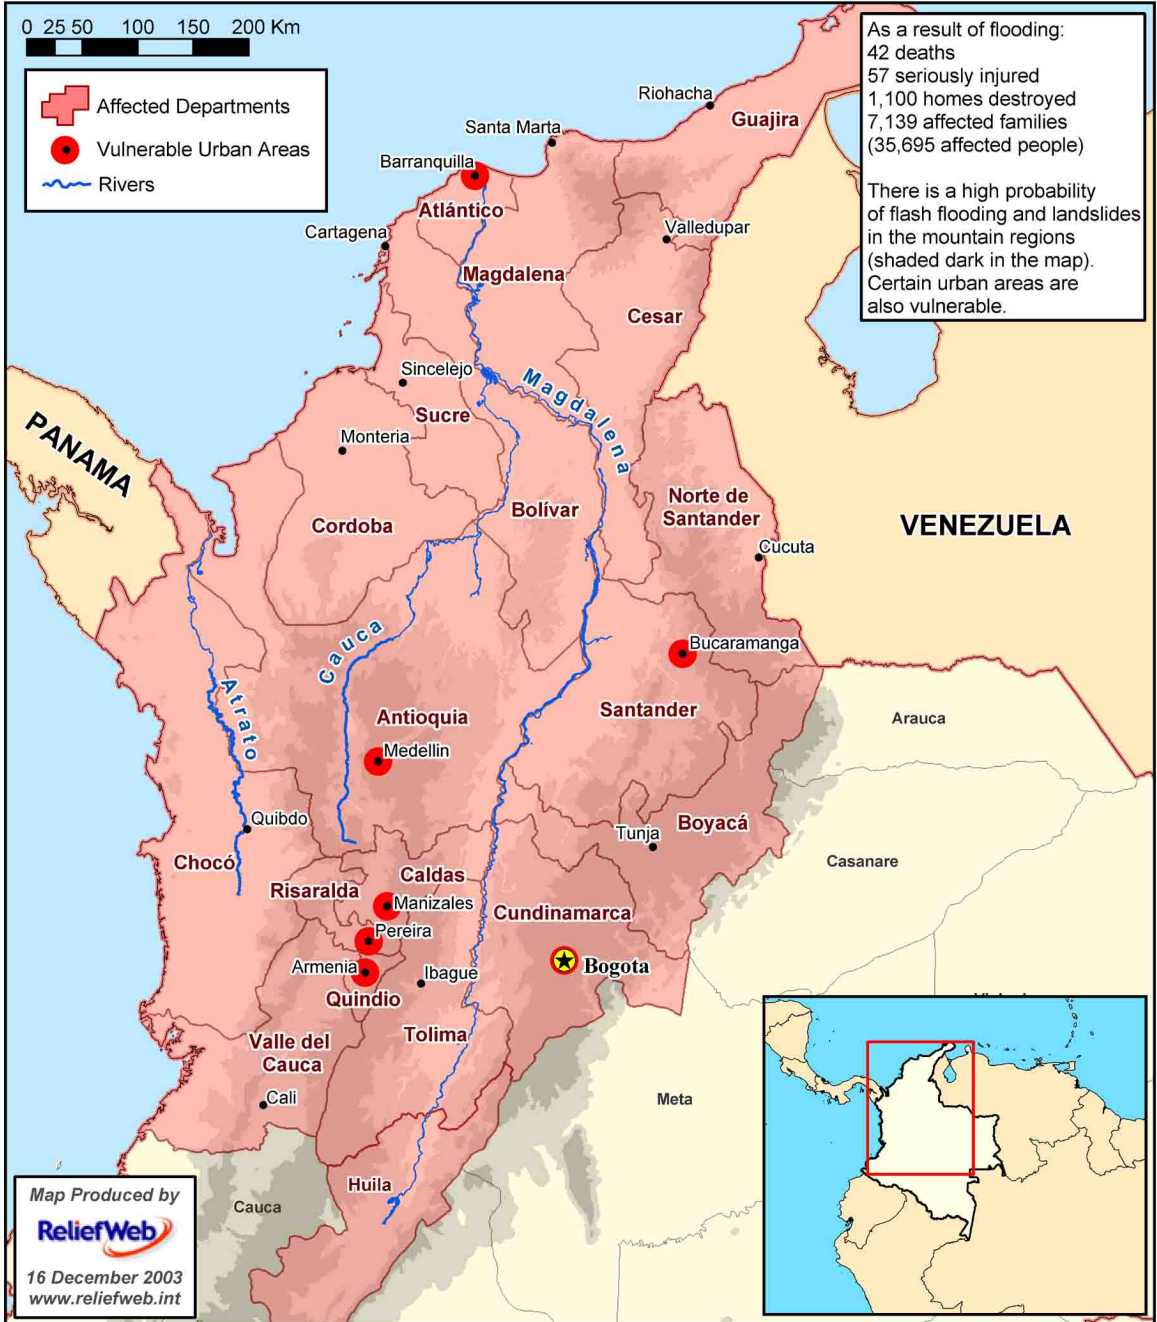 0 25 50 100 150 200 Km
Affected Departments
Vulnerable Urban Areas
Rivers
As a result of flooding:
42 deaths
57 seriously injured
1,100 homes destroyed
7,139 affected families
(35,695 affected people)
There is a high probability
of flash flooding and landslides
in the mountain regions
(shaded dark in the map).
Certain urban areas are
also vulnerable.
Riohacha
Guajira
Santa Marta
Barranquilla
Atlántico
Cartagena
Valledupar
Magdalena
Cesar
Sincelejo
Magdalena
Sucre
PANAMA
Monteria
Norte de
Santander
Bolívar
Cordoba
VENEZUELA
Cucuta
Cauca
Bucaramanga
Atrato
Antioquia
Santander
Arauca
Medellin
Quibdo
Boyacá
Tunja
Chocó
Casanare
Caldas
Risaralda
Manizales
Cundinamarca
Pereira
Armenia
Ibague
Bogota
Quindio
Tolima
Valle del
Cauca
Cali
Meta
Huila
Cauca
Map Produced by
ReliefWeb
16 December 2003
www.reliefweb.int